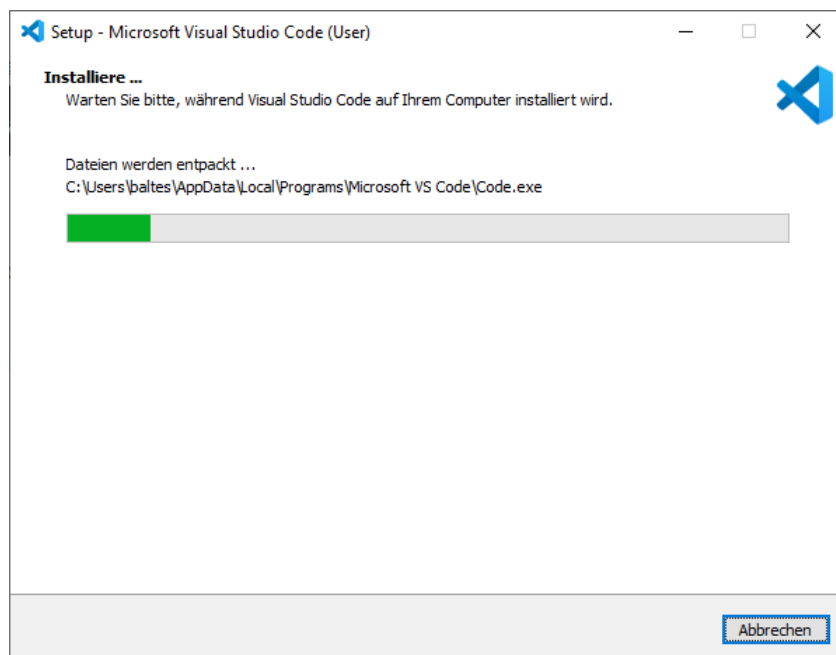 Setup - Microsoft Visual Studio Code (User)
Installiere ...
Warten Sie bitte, während Visual Studio Code auf Ihrem Computer installiert wird.
Dateien werden entpackt ...
C:\Users\baltes\AppData\Local\Programs\Microsoft VS Code\Code.exe
Abbrechen